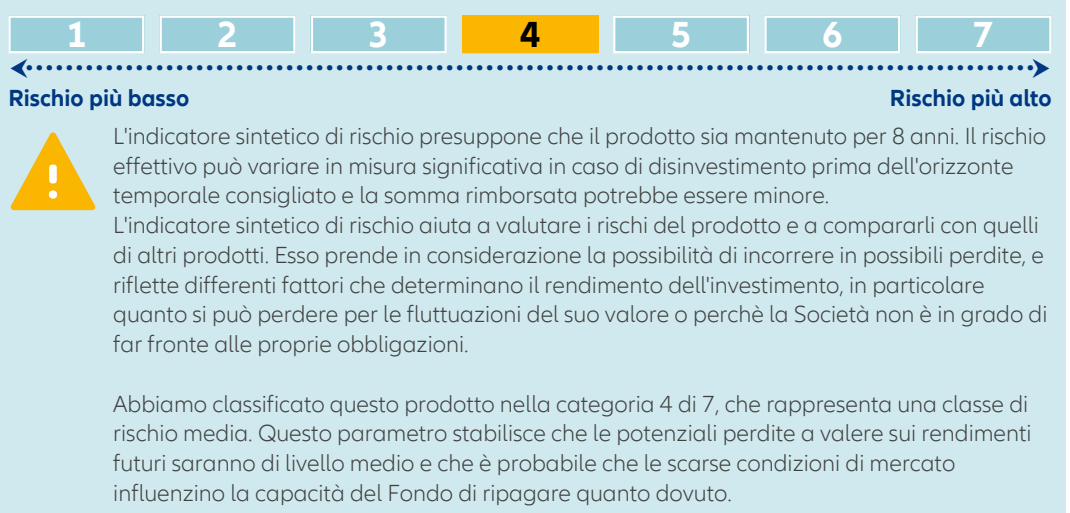 1 2 3 4 5 6 7
Rischio più basso Rischio più alto
L'indicatore sintetico di rischio presuppone che il prodotto sia mantenuto per 8 anni. Il rischio
effettivo può variare in misura significativa in caso di disinvestimento prima dell'orizzonte
temporale consigliato e la somma rimborsata potrebbe essere minore.
L'indicatore sintetico di rischio aiuta a valutare i rischi del prodotto e a compararli con quelli
di altri prodotti. Esso prende in considerazione la possibilità di incorrere in possibili perdite, e
riflette differenti fattori che determinano il rendimento dell'investimento, in particolare
quanto si può perdere per le fluttuazioni del suo valore o perchè la Società non è in grado di
far fronte alle proprie obbligazioni.
Abbiamo classificato questo prodotto nella categoria 4 di 7, che rappresenta una classe di
rischio media. Questo parametro stabilisce che le potenziali perdite a valere sui rendimenti
futuri saranno di livello medio e che è probabile che le scarse condizioni di mercato
influenzino la capacità del Fondo di ripagare quanto dovuto.